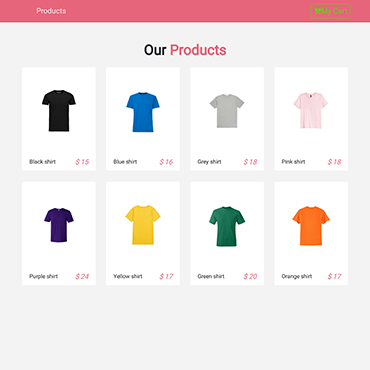 Products
Our Products
Black shirt $ 15
Blue shirt $ 16
Grey shirt $ 18
Pink shirt $ 18
Purple shirt $ 24
Yellow shirt $ 17
Green shirt $ 20
Orange shirt $ 17